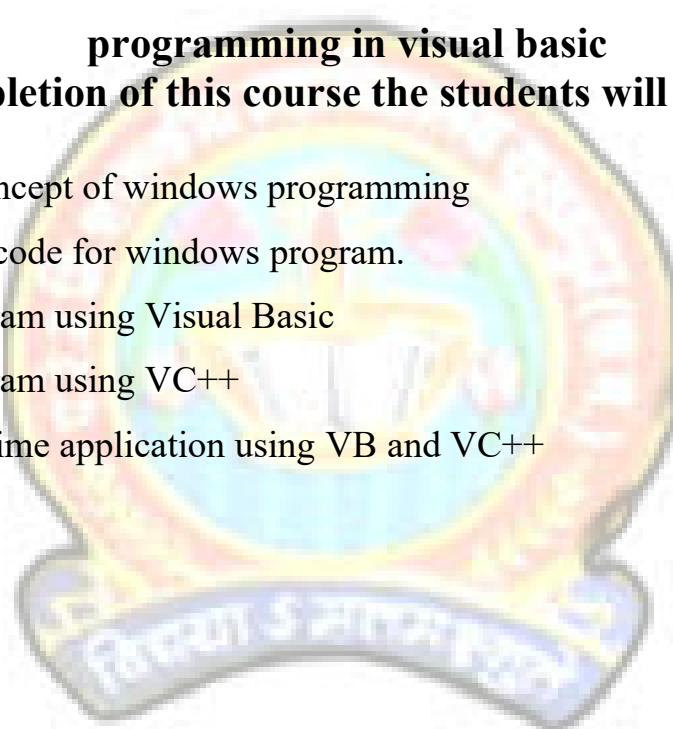 programming in visual basic
pletion of this course the students will
ncept of windows programming
code for windows program.
am using Visual Basic
am using VC++
ime application using VB and VC++